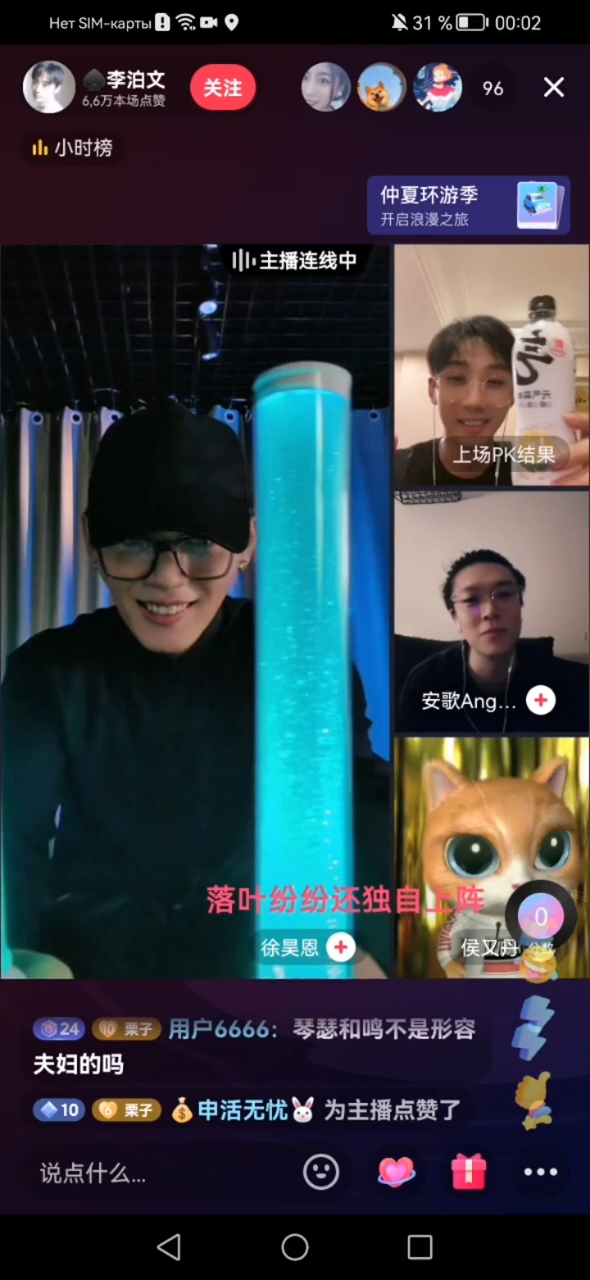 Нет SIM-карты
31 %
00:02
李泊文
关注
6,6万本场点赞
96
小时榜
仲夏环游季
开启浪漫之旅
主播连线中
上场PK结果
安歌Ang...
落叶纷纷还独自上阵
0
分数
徐昊恩
侯又丹
24 栗子 用户6666：琴瑟和鸣不是形容
夫妇的吗
10 栗子 申活无忧 为主播点赞了
说点什么...